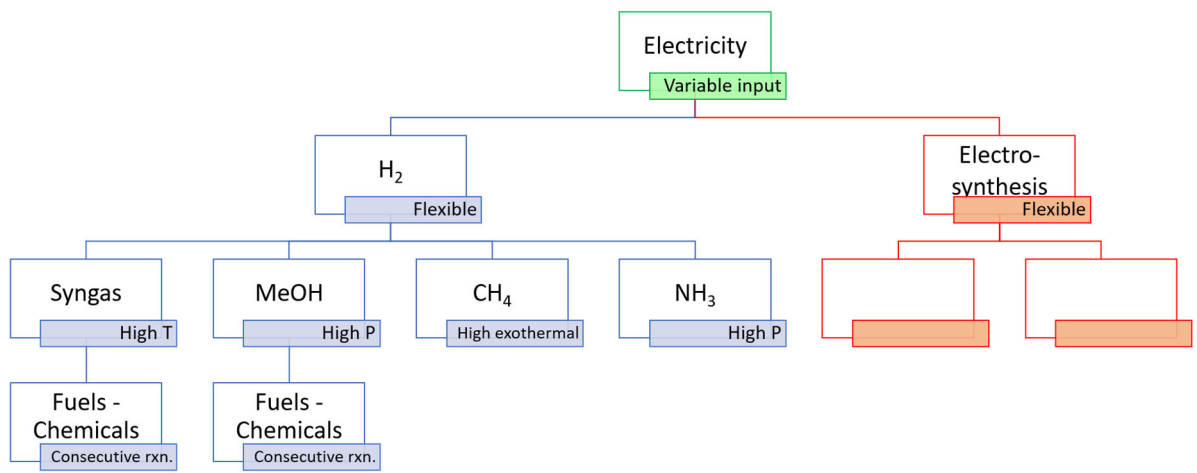 Electricity
Variable input
H₂
Flexible
Electro-
synthesis
Flexible
Syngas
High T
MeOH
High P
CH₄
High exothermal
NH₃
High P
Fuels -
Chemicals
Consecutive rxn.
Fuels -
Chemicals
Consecutive rxn.